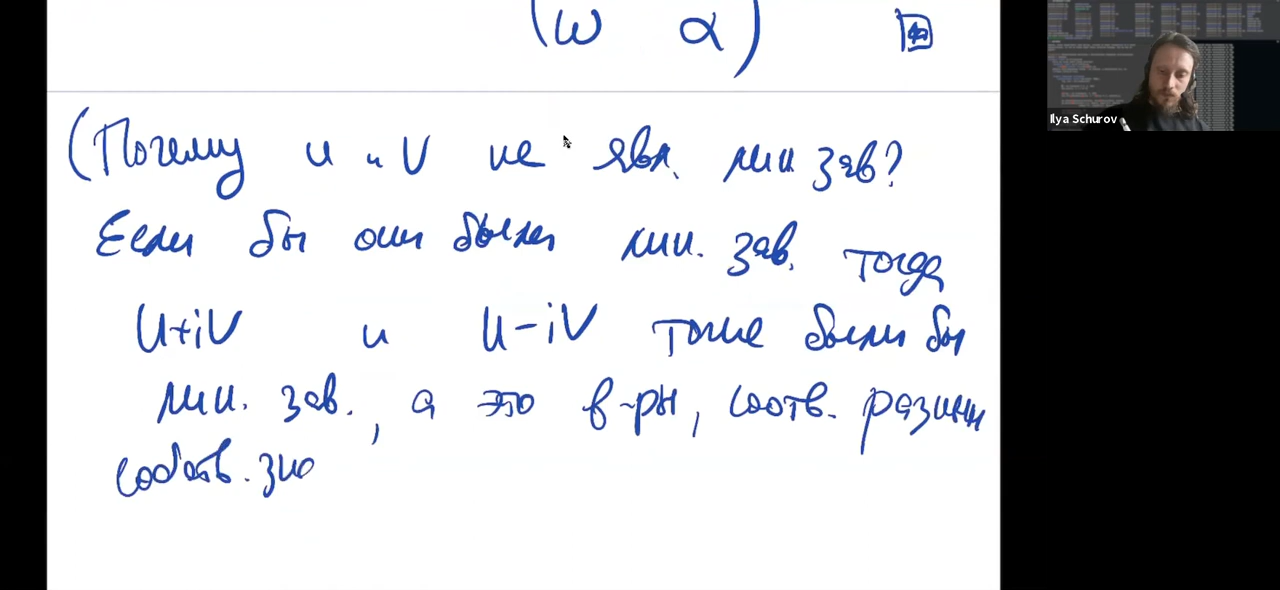 (ω α)
Ilya Schurov
(Почему u и v не явл. лин зав?
Если бы они были лин. зав. тогда
u+iv и u-iv тоже были бы
лин. зав., а это в-ры, соотв. разным
собств. зна